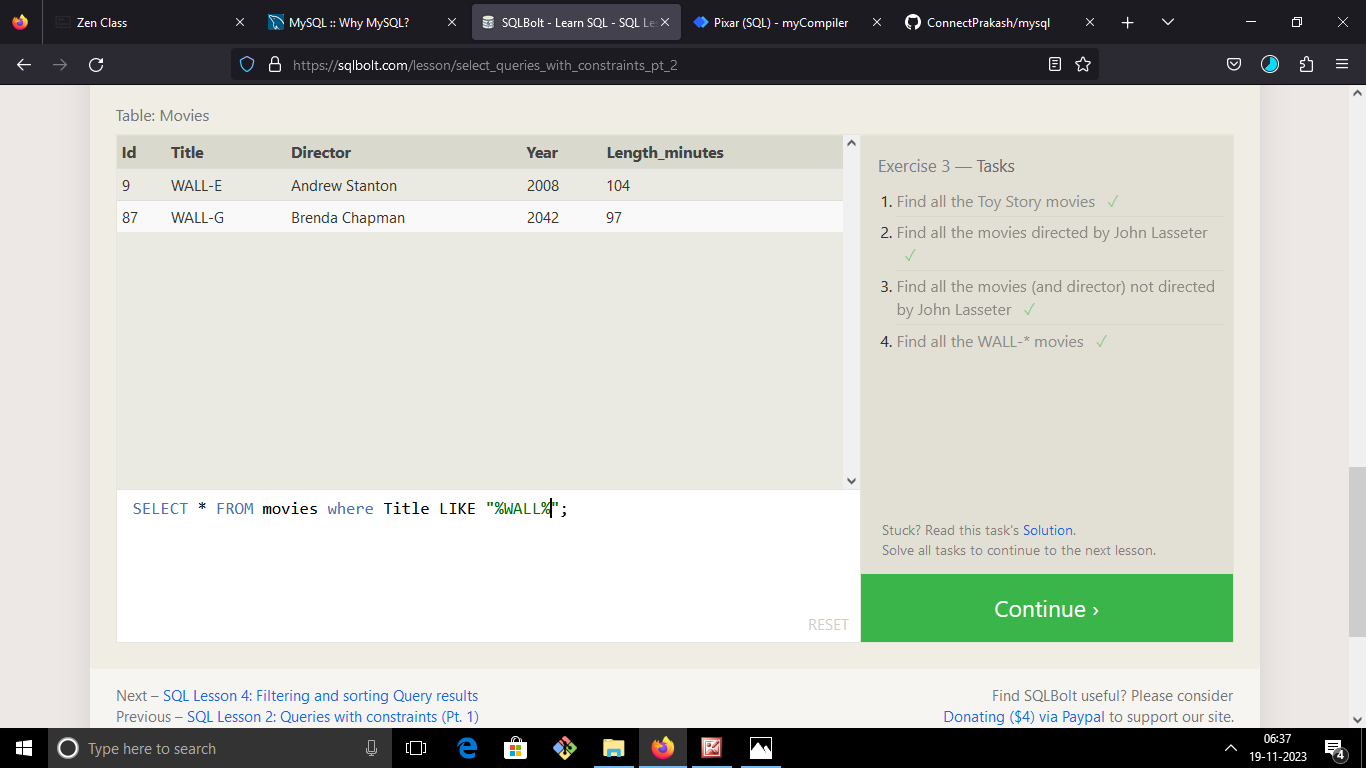 Zen Class
MySQL :: Why MySQL?
SQLBolt - Learn SQL - SQL Le
Pixar (SQL) - myCompiler
ConnectPrakash/mysql
https://sqlbolt.com/lesson/select_queries_with_constraints_pt_2
Table: Movies
Id Title Director Year Length_minutes
9 WALL-E Andrew Stanton 2008 104
87 WALL-G Brenda Chapman 2042 97
SELECT * FROM movies where Title LIKE "%WALL%";
RESET
Exercise 3 — Tasks
1. Find all the Toy Story movies ✓
2. Find all the movies directed by John Lasseter
✓
3. Find all the movies (and director) not directed
by John Lasseter ✓
4. Find all the WALL-* movies ✓
Stuck? Read this task's Solution.
Solve all tasks to continue to the next lesson.
Continue ›
Next – SQL Lesson 4: Filtering and sorting Query results
Previous – SQL Lesson 2: Queries with constraints (Pt. 1)
Find SQLBolt useful? Please consider
Donating ($4) via Paypal to support our site.
Type here to search
06:37
19-11-2023
4